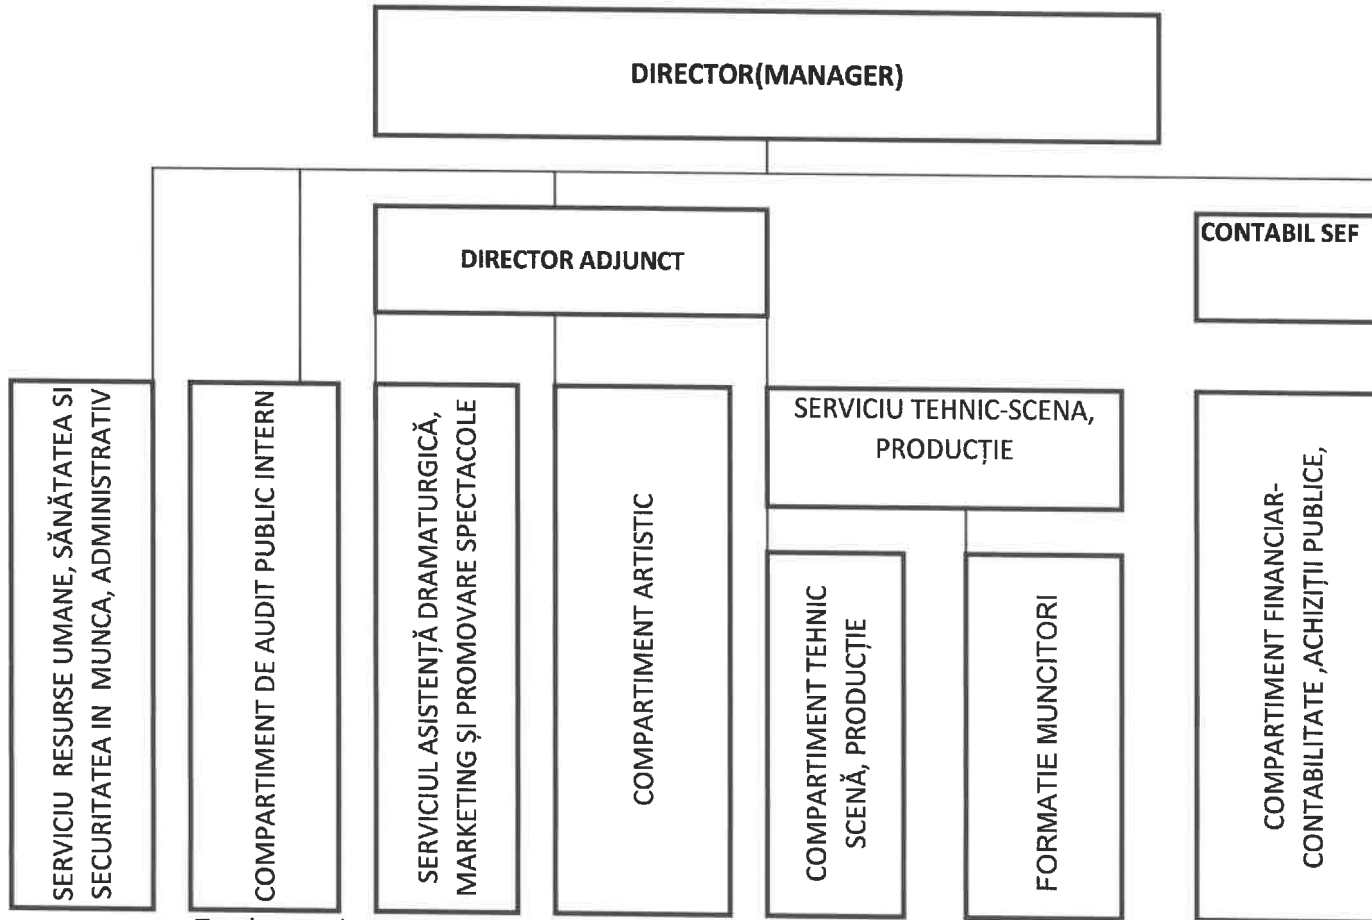 DIRECTOR(MANAGER)
DIRECTOR ADJUNCT
CONTABIL SEF
SERVICIU RESURSE UMANE, SĂNĂTATEA SI
SECURITATEA IN MUNCA, ADMINISTRATIV
COMPARTIMENT DE AUDIT PUBLIC INTERN
SERVICIUL ASISTENȚĂ DRAMATURGICĂ,
MARKETING ȘI PROMOVARE SPECTACOLE
COMPARTIMENT ARTISTIC
SERVICIU TEHNIC-SCENA,
PRODUCȚIE
COMPARTIMENT TEHNIC
SCENĂ, PRODUCȚIE
FORMATIE MUNCITORI
COMPARTIMENT FINANCIAR-
CONTABILITATE ,ACHIZIȚII PUBLICE,